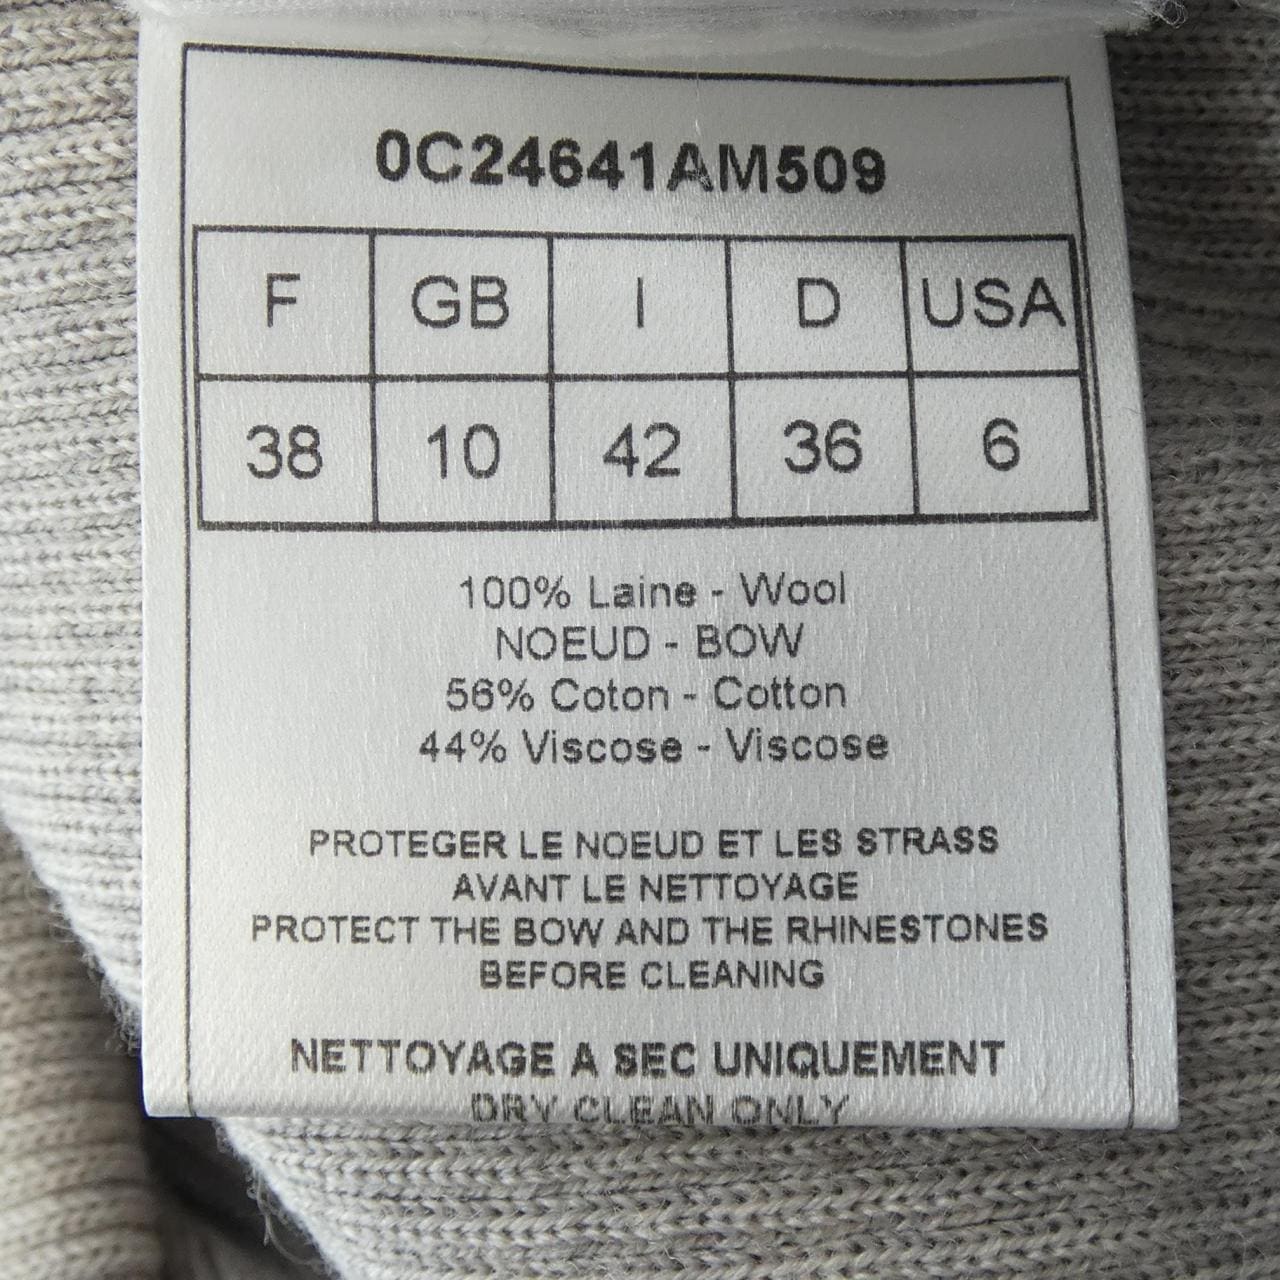 0C24641AM509
F GB I D USA
38 10 42 36 6
100% Laine - Wool
NOEUD - BOW
56% Coton - Cotton
44% Viscose - Viscose
PROTEGER LE NOEUD ET LES STRASS
AVANT LE NETTOYAGE
PROTECT THE BOW AND THE RHINESTONES
BEFORE CLEANING
NETTOYAGE A SEC UNIQUEMENT
DRY CLEAN ONLY